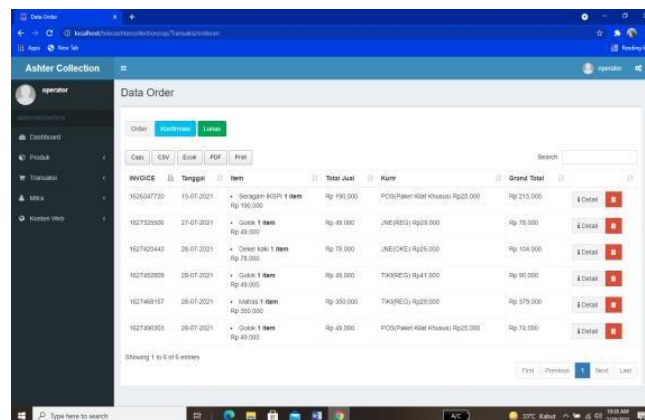 Data Order
localhost/tokoashtercollection/op/Transaksi/orderan
Apps New Tab Reading
Ashter Collection operator
operator
Data Order
MAIN NAVIGATION
Dashboard
Produk
Transaksi
Mitra
Konten Web
Order Konfirmasi Lunas
Copy CSV Excel PDF Print Search
INVOICE Tanggal Item Total Jual Kurir Grand Total
1626347720 15-07-2021 Seragam IKSPI 1 item Rp 190,000 POS(Paket Kilat Khusus) Rp25,000 Rp 215,000 Detail
Rp 190,000
27-07-2021 Golok 1 item Rp 49,000 JNE(REG) Rp29,000 Rp 78,000 Detail
Rp 49,000
1627420443 28-07-2021 Deker kaki 1 item Rp 78,000 JNE(OKE) Rp26,000 Rp 104,000 Detail
Rp 78,000
28-07-2021 Golok 1 item Rp 49,000 TIKI(REG) Rp41,000 Rp 90,000 Detail
Rp 49,000
1627468157 28-07-2021 Matras 1 item Rp 350,000 TIKI(REG) Rp29,000 Rp 379,000 Detail
Rp 350,000
1627490303 28-07-2021 Golok 1 item Rp 49,000 POS(Paket Kilat Khusus) Rp25,000 Rp 74,000 Detail
Rp 49,000
Showing 1 to 6 of 6 entries
First Previous 1 Next Last
Type here to search A/C 33°C Kabut